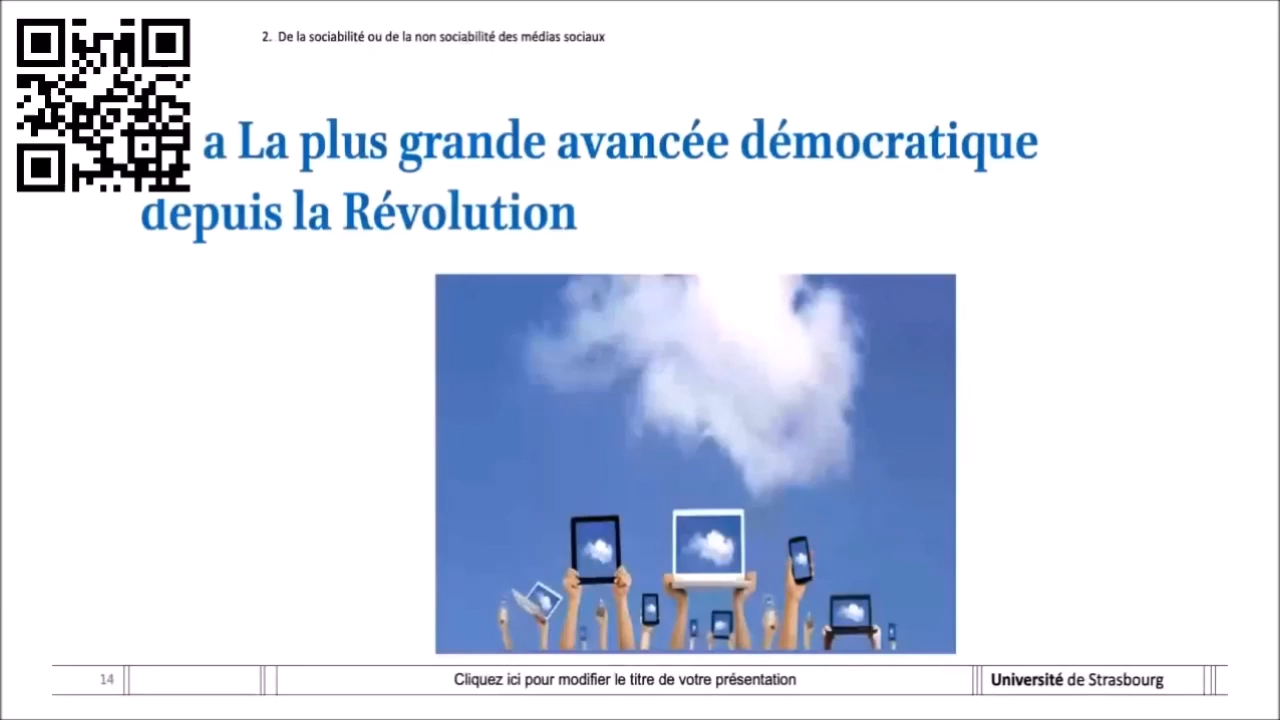 2. De la sociabilité ou de la non sociabilité des médias sociaux
a La plus grande avancée démocratique
depuis la Révolution
14
Cliquez ici pour modifier le titre de votre présentation
Université de Strasbourg